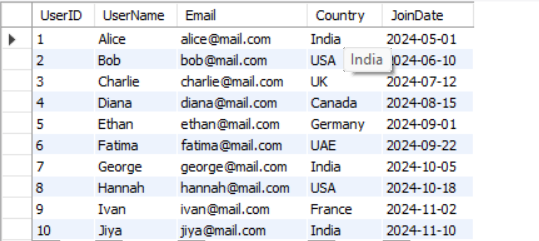 UserID UserName Email Country JoinDate
1 Alice alice@mail.com India 2024-05-01
2 Bob bob@mail.com USA India 2024-06-10
3 Charlie charlie@mail.com UK 2024-07-12
4 Diana diana@mail.com Canada 2024-08-15
5 Ethan ethan@mail.com Germany 2024-09-01
6 Fatima fatima@mail.com UAE 2024-09-22
7 George george@mail.com India 2024-10-05
8 Hannah hannah@mail.com USA 2024-10-18
9 Ivan ivan@mail.com France 2024-11-02
10 Jiya jiya@mail.com India 2024-11-10